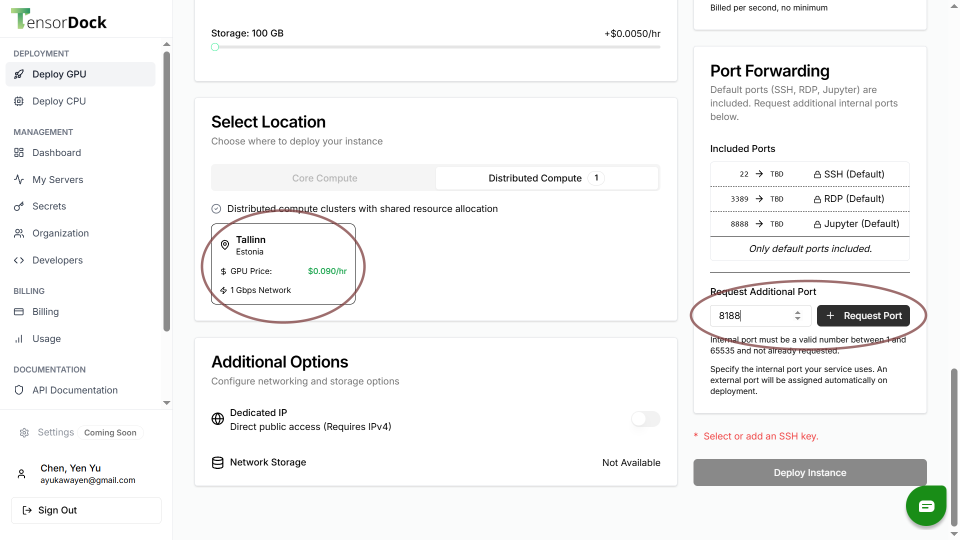 TensorDock
DEPLOYMENT
Deploy GPU
Deploy CPU
MANAGEMENT
Dashboard
My Servers
Secrets
Organization
Developers
BILLING
Billing
Usage
DOCUMENTATION
API Documentation
Settings Coming Soon
Chen, Yen Yu
ayukawayen@gmail.com
Sign Out
Storage: 100 GB +$0.0050/hr
Select Location
Choose where to deploy your instance
Core Compute Distributed Compute 1
Distributed compute clusters with shared resource allocation
Tallinn
Estonia
GPU Price: $0.090/hr
1 Gbps Network
Additional Options
Configure networking and storage options
Dedicated IP
Direct public access (Requires IPv4)
Network Storage Not Available
Billed per second, no minimum
Port Forwarding
Default ports (SSH, RDP, Jupyter) are
included. Request additional internal ports
below.
Included Ports
22 → TBD SSH (Default)
3389 → TBD RDP (Default)
8888 → TBD Jupyter (Default)
Only default ports included.
Request Additional Port
8188 + Request Port
Internal port must be a valid number between 1 and
65535 and not already requested.
Specify the internal port your service uses. An
external port will be assigned automatically on
deployment.
* Select or add an SSH key.
Deploy Instance